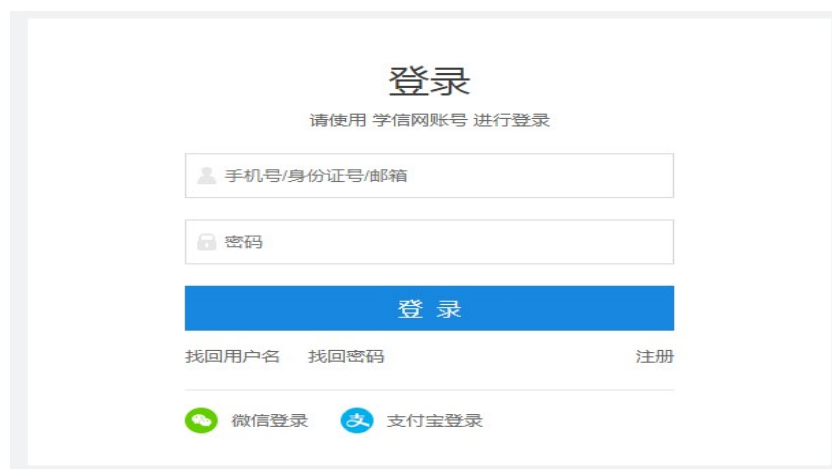 登录
请使用 学信网账号 进行登录
手机号/身份证号/邮箱
密码
登 录
找回用户名 找回密码 注册
微信登录 支付宝登录